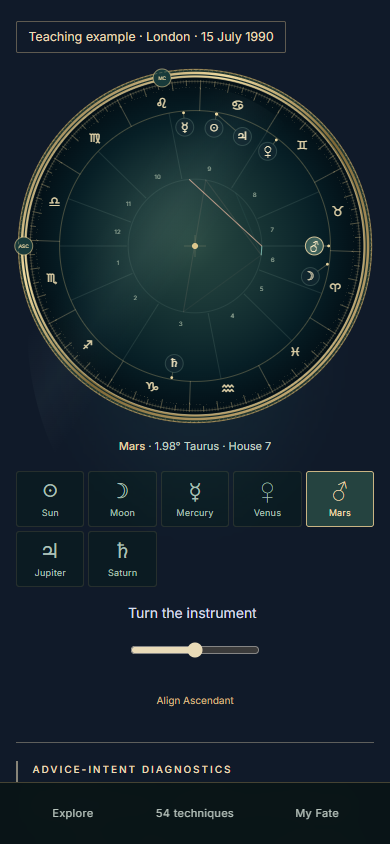 Teaching example · London · 15 July 1990
MC
♌ ♋
☿ ☉ ♃ ♀
♍ ♊
10 9
8
♎ 11 ♉
12 7
ASC ♂
1 6
♏ ☽ ♈
2 5
3 4
♐ ♓
♄
♑ ♒
Mars · 1.98° Taurus · House 7
☉ ☽ ☿ ♀ ♂
Sun Moon Mercury Venus Mars
♃ ♄
Jupiter Saturn
Turn the instrument
Align Ascendant
ADVICE-INTENT DIAGNOSTICS
Explore 54 techniques My Fate